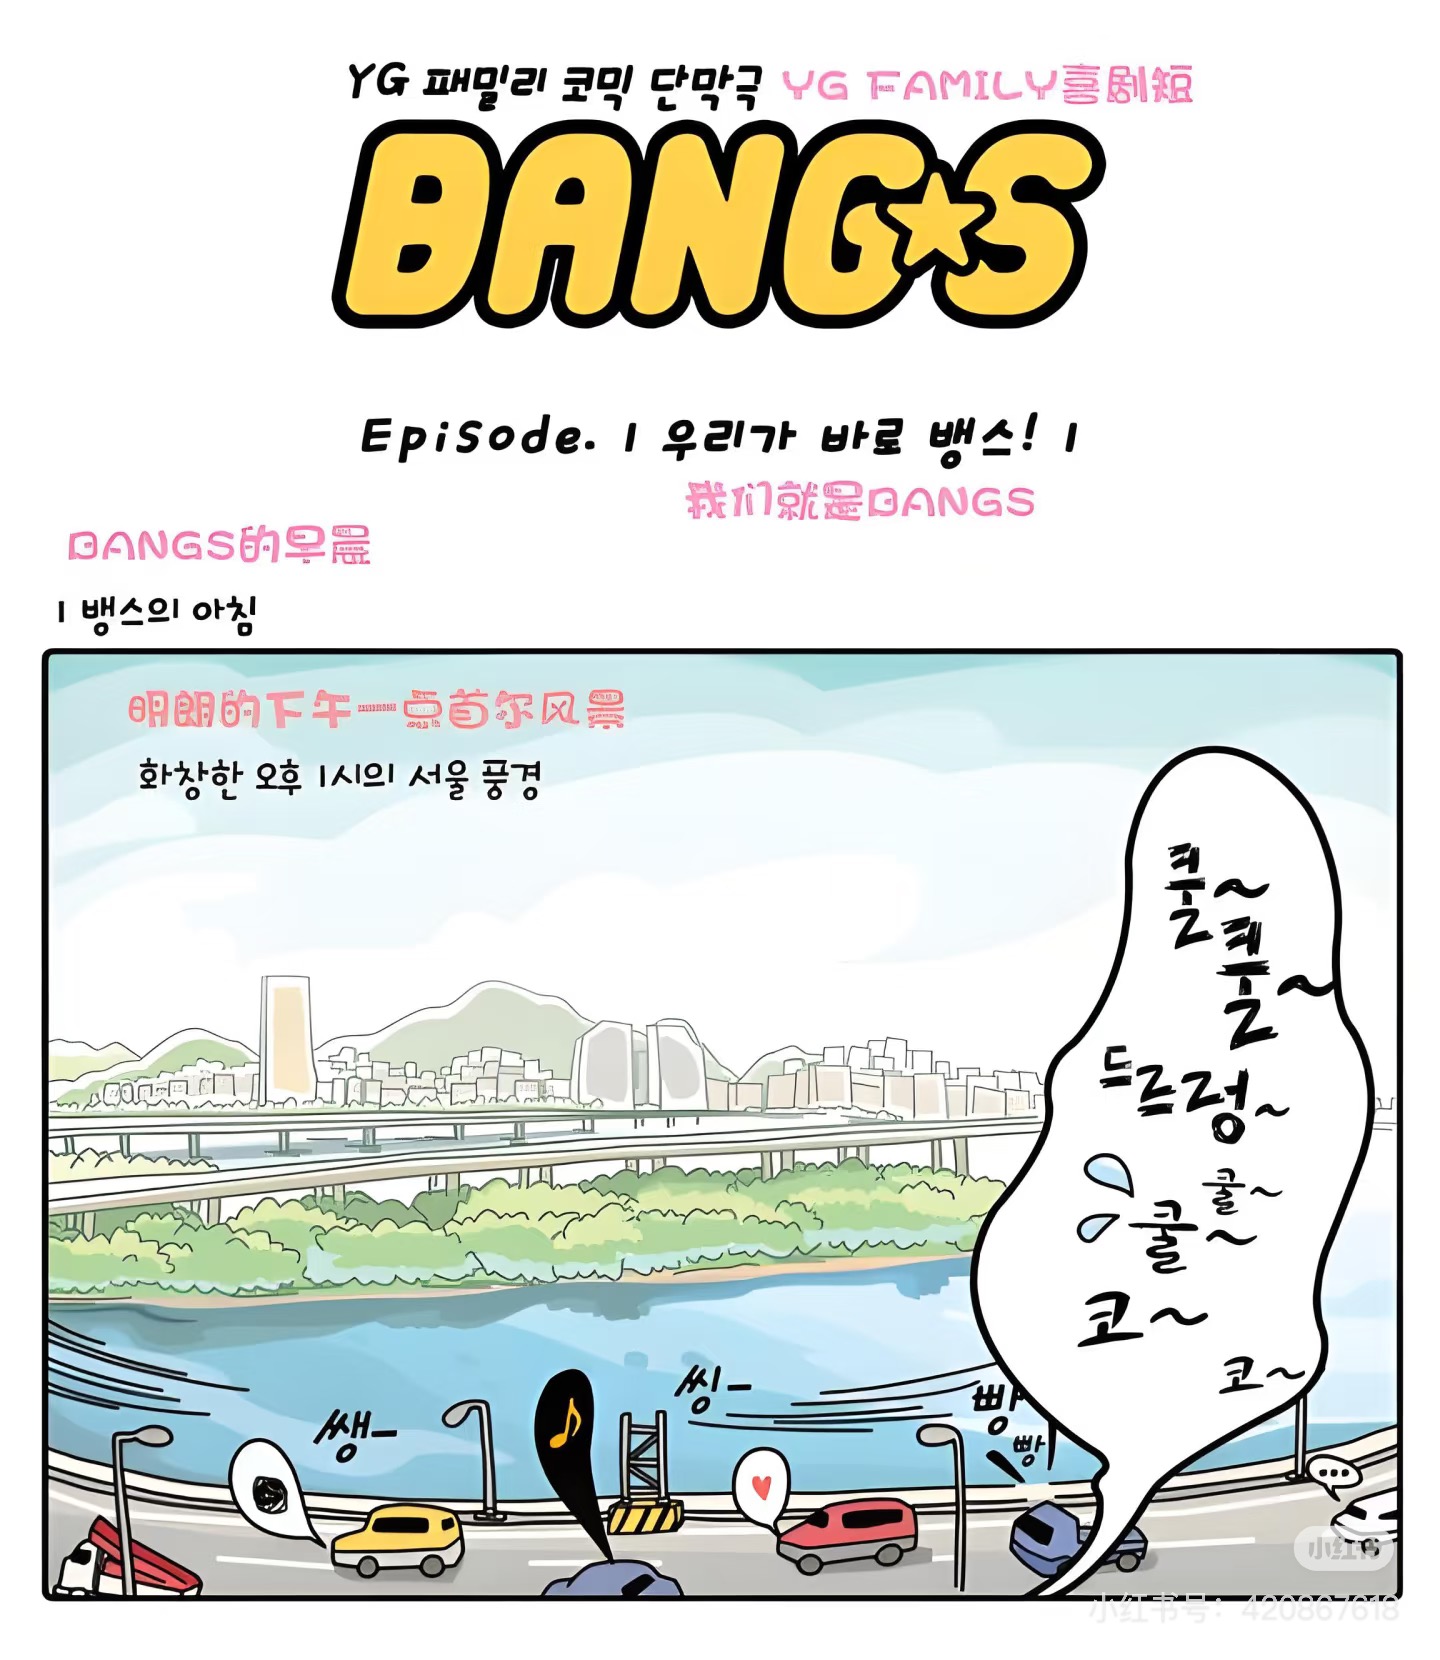 YG 패밀리 코믹 단막극 YG FAMILY喜剧短
BANG★S
Episode. 1 우리가 바로 뱅스! 1
我们就是BANGS
BANGS的早晨
1 뱅스의 아침
明朗的下午一点首尔风景
화창한 오후 1시의 서울 풍경
퀠~
퀠~
드르렁~
쿨~
쿨~
코~
코~
씽-
쌩-
빵
빵
...
小红书
小红书号：420867618